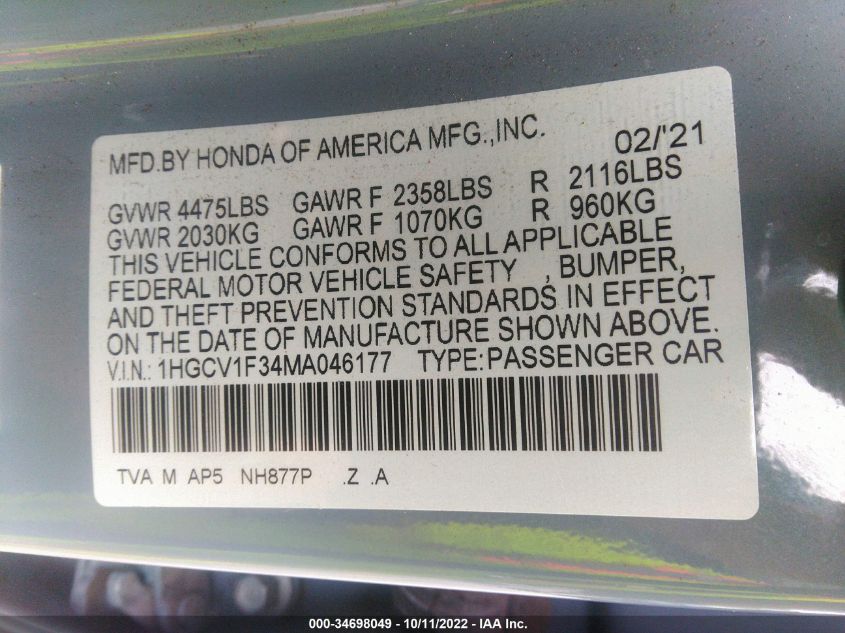 MFD.BY HONDA OF AMERICA MFG.,INC. 02/'21
GVWR 4475LBS GAWR F 2358LBS R 2116LBS
GVWR 2030KG GAWR F 1070KG R 960KG
THIS VEHICLE CONFORMS TO ALL APPLICABLE
FEDERAL MOTOR VEHICLE SAFETY , BUMPER,
AND THEFT PREVENTION STANDARDS IN EFFECT
ON THE DATE OF MANUFACTURE SHOWN ABOVE.
V.I.N.: 1HGCV1F34MA046177 TYPE:PASSENGER CAR
TVA M AP5 NH877P .Z .A
000-34698049 - 10/11/2022 - IAA Inc.